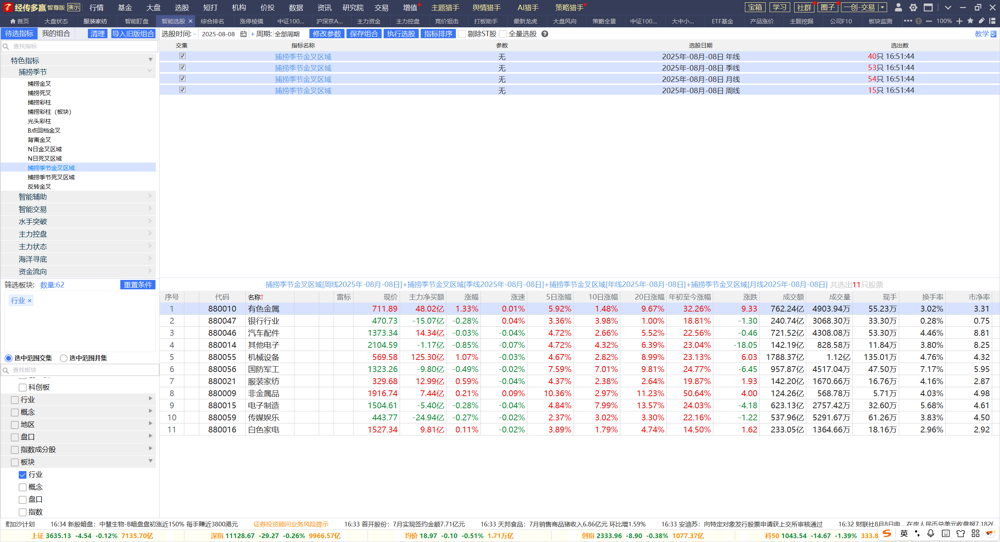 经传多赢 智尊版 演示 行情 基金 大盘 选股 短打 机构 价投 数据 资讯 研究院 交易 增值 主题猎手 舆情猎手 AI猎手 策略猎手 宝箱 学习 社群 圈子 一创-交易
首页 大盘状态 服装家纺 智能盯盘 智能选股 × 综合排名 涨停棱镜 中证100... 沪深京A... 主力资金 主力控盘 竞价狙击 打板助手 最新龙虎 大盘风向 策略全景 中证100... 大中小... ETF基金 产品涨价 主题挖掘 公司F10 板块监测 ••• 100%
待选指标 我的组合 清理 导入旧版组合 选股时间: - 2025-08-08 + 周期: 全部周期 修改参数 保存组合 执行选股 指标排序 剔除ST股 全量选股 教学
查找指标
交集 指标名称 参数 选股日期 选出数
捕捞季节金叉区域 无 2025年-08月-08日 年线 40只 16:51:44
捕捞季节金叉区域 无 2025年-08月-08日 季线 53只 16:51:44
捕捞季节金叉区域 无 2025年-08月-08日 月线 54只 16:51:44
捕捞季节金叉区域 无 2025年-08月-08日 周线 15只 16:51:44
特色指标
捕捞季节
捕捞金叉
捕捞死叉
捕捞彩柱
捕捞彩柱（板块）
光头彩柱
B点回档金叉
背离金叉
N日金叉区域
N日死叉区域
捕捞季节金叉区域
捕捞季节死叉区域
反转金叉
智能辅助
智能交易
水手突破
主力控盘
主力状态
海洋寻底
资金流向
筛选板块: 数量:62 重置条件
行业 ×
选中范围交集 选中范围并集
查找板块
科创板
行业
概念
地区
盘口
指数成分股
板块
行业
概念
盘口
指数
捕捞季节金叉区域[周线2025年-08月-08日]+捕捞季节金叉区域[季线2025年-08月-08日]+捕捞季节金叉区域[年线2025年-08月-08日]+捕捞季节金叉区域[月线2025年-08月-08日] 共选出11只股票
序号 代码 名称↑ 雷标 现价 主力净买额 涨幅 涨速 5日涨幅 10日涨幅 20日涨幅 年初至今涨幅 涨跌 成交额 成交量 现手 换手率 市净率
1 880010 有色金属 711.89 48.02亿 1.33% 0.01% 5.92% 1.48% 9.67% 32.26% 9.33 762.24亿 4903.94万 55.23万 3.02% 3.31
2 880047 银行行业 470.73 -15.07亿 -0.28% 0.04% 3.36% 3.98% 1.00% 18.81% -1.30 240.74亿 3068.30万 33.30万 0.28% 0.75
3 880046 汽车配件 1373.34 14.34亿 -0.03% -0.04% 4.72% 2.66% 5.52% 22.56% -0.46 721.52亿 4308.08万 53.30万 4.46% 8.81
4 880014 其他电子 2104.59 -1.17亿 -0.85% -0.07% 4.72% 4.32% 6.39% 23.04% -18.05 142.19亿 828.58万 11.84万 3.80% 8.25
5 880055 机械设备 569.58 125.30亿 1.07% -0.03% 4.67% 2.82% 8.99% 23.13% 6.03 1788.37亿 1.12亿 135.01万 4.76% 4.32
6 880056 国防军工 1323.26 -9.80亿 -0.49% -0.02% 7.59% 7.01% 9.81% 24.77% -6.45 957.87亿 4517.04万 47.50万 7.17% 5.95
7 880021 服装家纺 329.68 12.99亿 0.59% -0.04% 4.37% 2.38% 2.64% 19.87% 1.93 142.20亿 1670.66万 16.76万 4.16% 2.87
8 880009 非金属品 1916.74 7.44亿 0.21% 0.09% 10.36% 2.97% 11.23% 50.64% 4.00 124.26亿 568.78万 5.71万 4.03% 4.98
9 880015 电子制造 1504.61 -5.40亿 -0.28% -0.04% 4.84% 7.99% 13.57% 24.03% -4.18 623.13亿 2757.42万 32.60万 5.68% 4.61
10 880059 传媒娱乐 443.77 -24.94亿 -0.27% -0.02% 2.37% 3.02% 3.30% 22.16% -1.22 537.96亿 5291.67万 61.26万 3.83% 4.50
11 880016 白色家电 1527.34 9.81亿 0.11% -0.02% 3.89% 1.79% 4.74% 14.50% 1.62 233.05亿 1364.66万 18.16万 2.96% 2.92
加沙计划 16:34 新股暗盘：中慧生物-B暗盘盘初涨近150% 每手赚近3800港元 证券投资顾问业务风险提示 16:33 首开股份：7月实现签约金额7.71亿元 16:33 天邦食品：7月销售商品猪收入6.86亿元 环比增1.59% 16:33 安迪苏：向特定对象发行股票申请获上交所审核通过 16:32 财联社8月8日电，在岸人民币兑美元收盘报7.1826
上证 3635.13 -4.54 -0.12% 7135.70亿 深指 11128.67 -29.27 -0.26% 9966.57亿 均价 18.97 -0.10 -0.51% 1.71万亿 创指 2333.96 -8.90 -0.38% 1077.37亿 科50 1043.54 -14.67 -1.39% 333.8 英